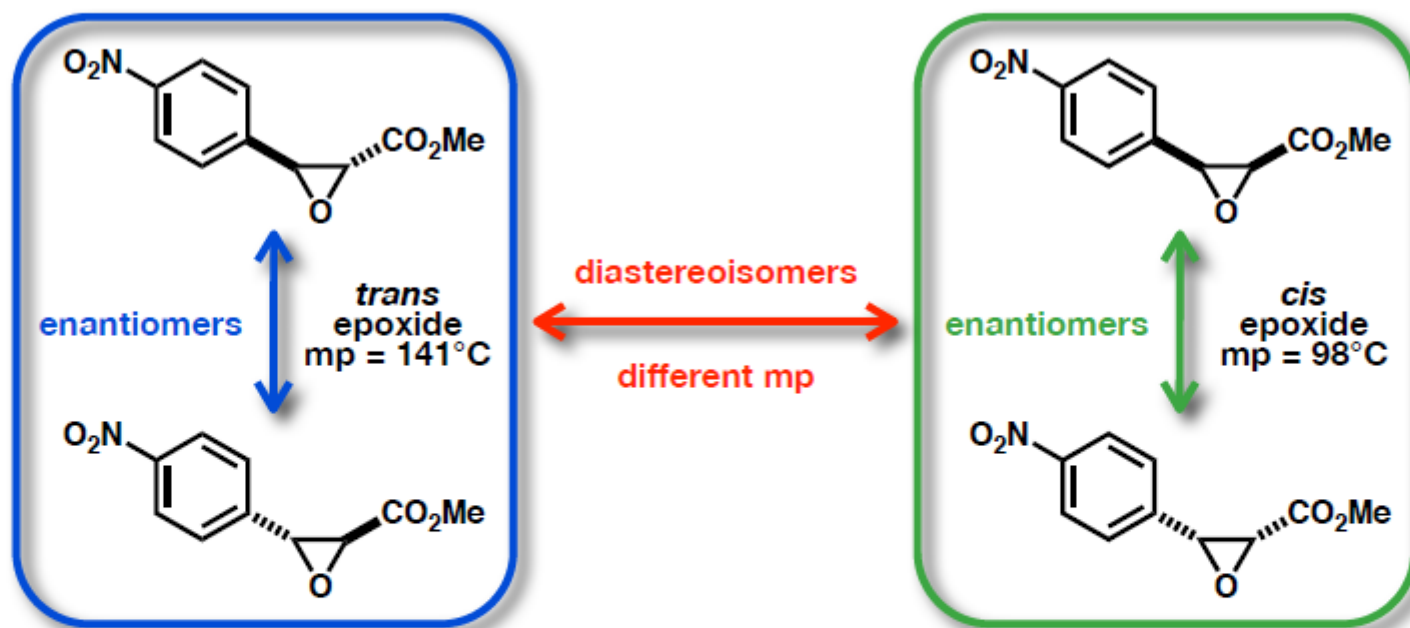 O₂N
CO₂Me
O
enantiomers
trans
epoxide
mp = 141°C
O₂N
CO₂Me
O
diastereoisomers
different mp
O₂N
CO₂Me
O
enantiomers
cis
epoxide
mp = 98°C
O₂N
CO₂Me
O